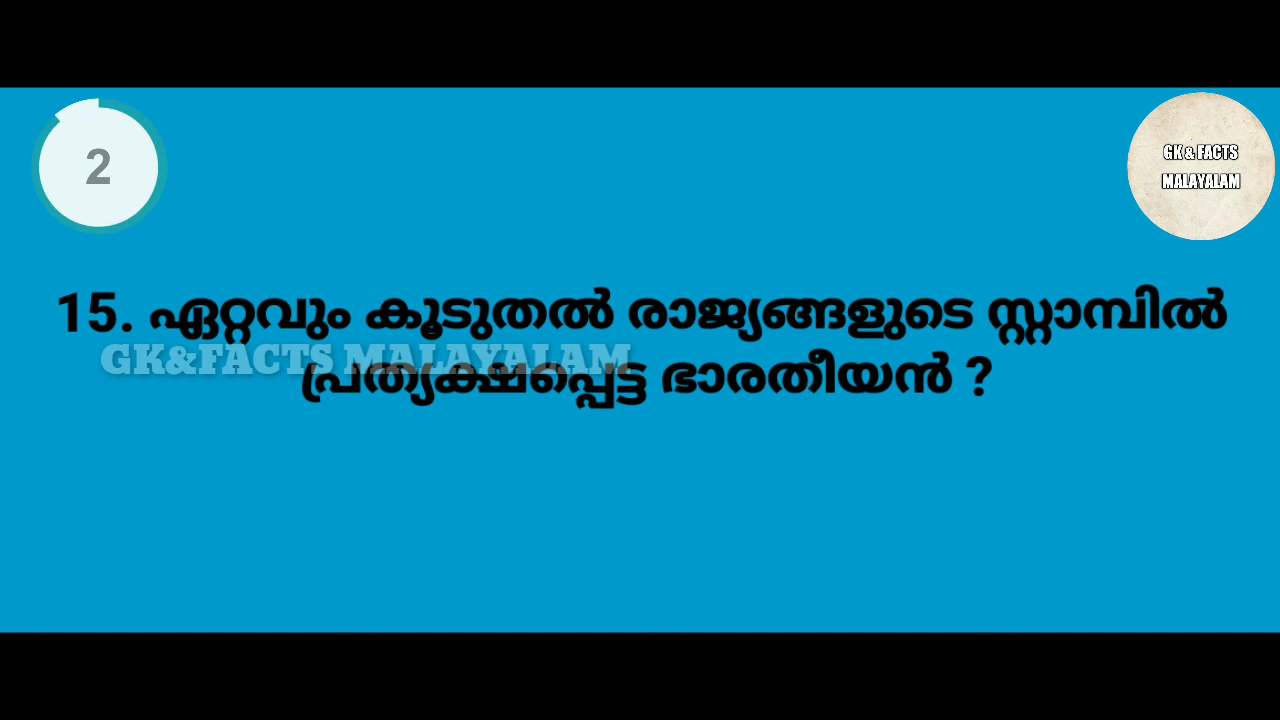 2
GK & FACTS
MALAYALAM
15. ഏറ്റവും കൂടുതൽ രാജ്യങ്ങളുടെ സ്റ്റാമ്പിൽ
GK&FACTS MALAYALAM
പ്രത്യക്ഷപ്പെട്ട ഭാരതീയൻ ?